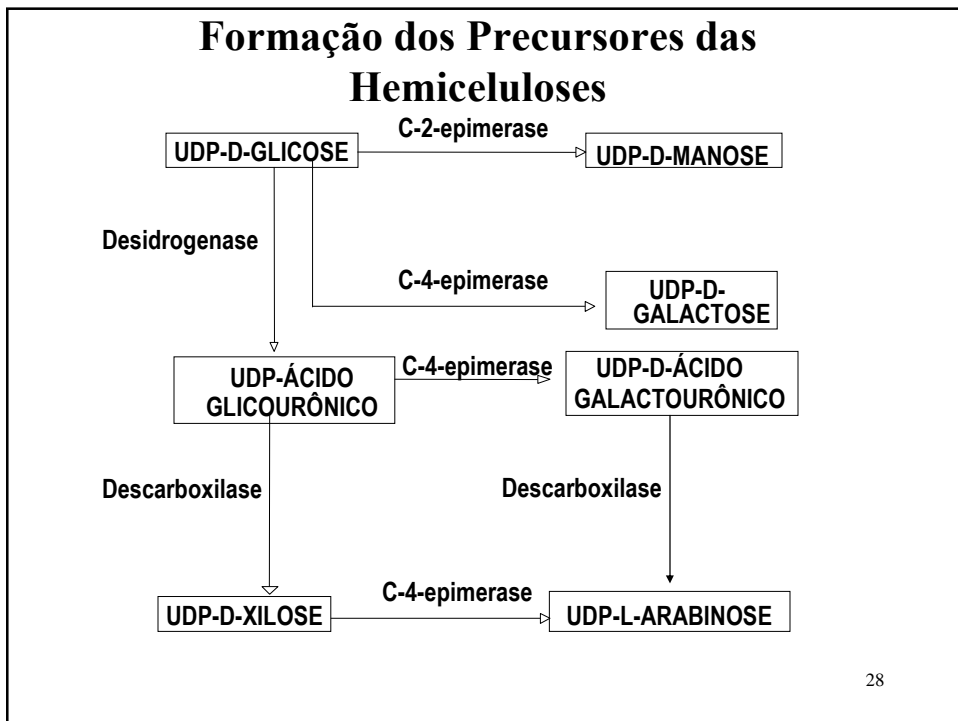 Formação dos Precursores das
Hemiceluloses
C-2-epimerase
UDP-D-GLICOSE
UDP-D-MANOSE
Desidrogenase
C-4-epimerase
UDP-D-
GALACTOSE
UDP-ÁCIDO
GLICOURÔNICO
C-4-epimerase
UDP-D-ÁCIDO
GALACTOURÔNICO
Descarboxilase
Descarboxilase
C-4-epimerase
UDP-D-XILOSE
UDP-L-ARABINOSE
28